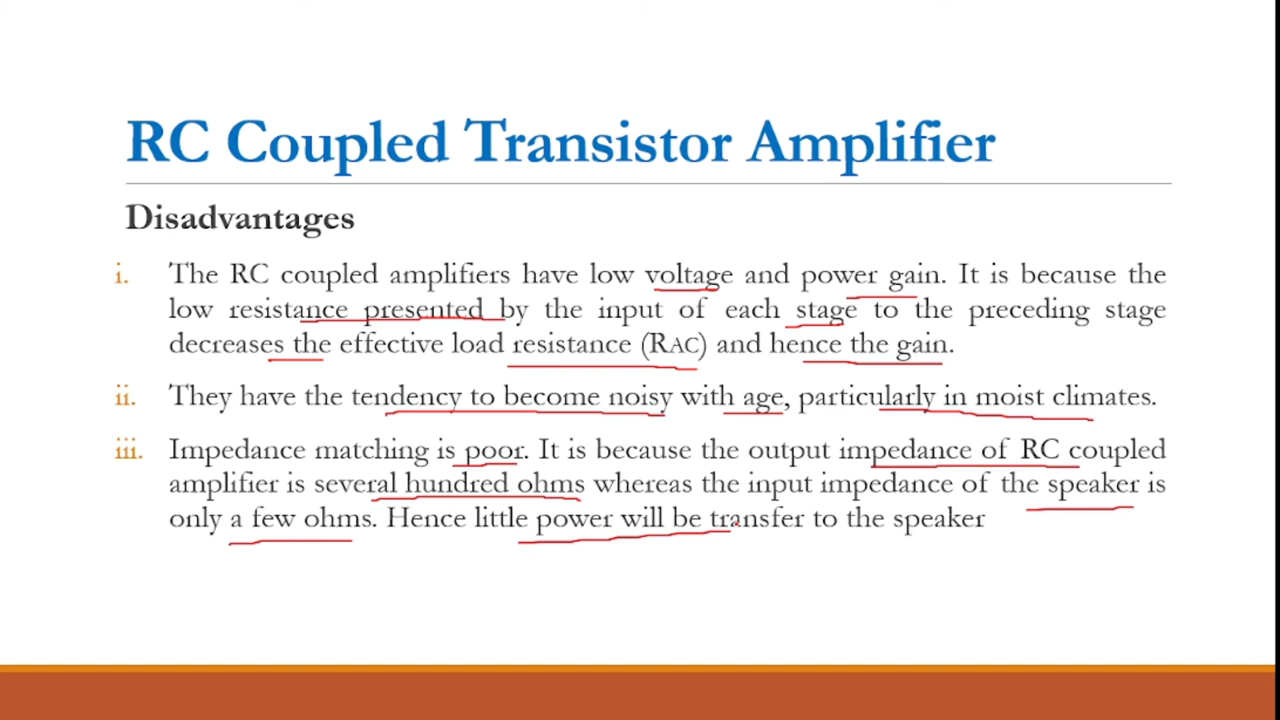 RC Coupled Transistor Amplifier
Disadvantages
i. The RC coupled amplifiers have low voltage and power gain. It is because the
low resistance presented by the input of each stage to the preceding stage
decreases the effective load resistance (RAC) and hence the gain.
ii. They have the tendency to become noisy with age, particularly in moist climates.
iii. Impedance matching is poor. It is because the output impedance of RC coupled
amplifier is several hundred ohms whereas the input impedance of the speaker is
only a few ohms. Hence little power will be transfer to the speaker